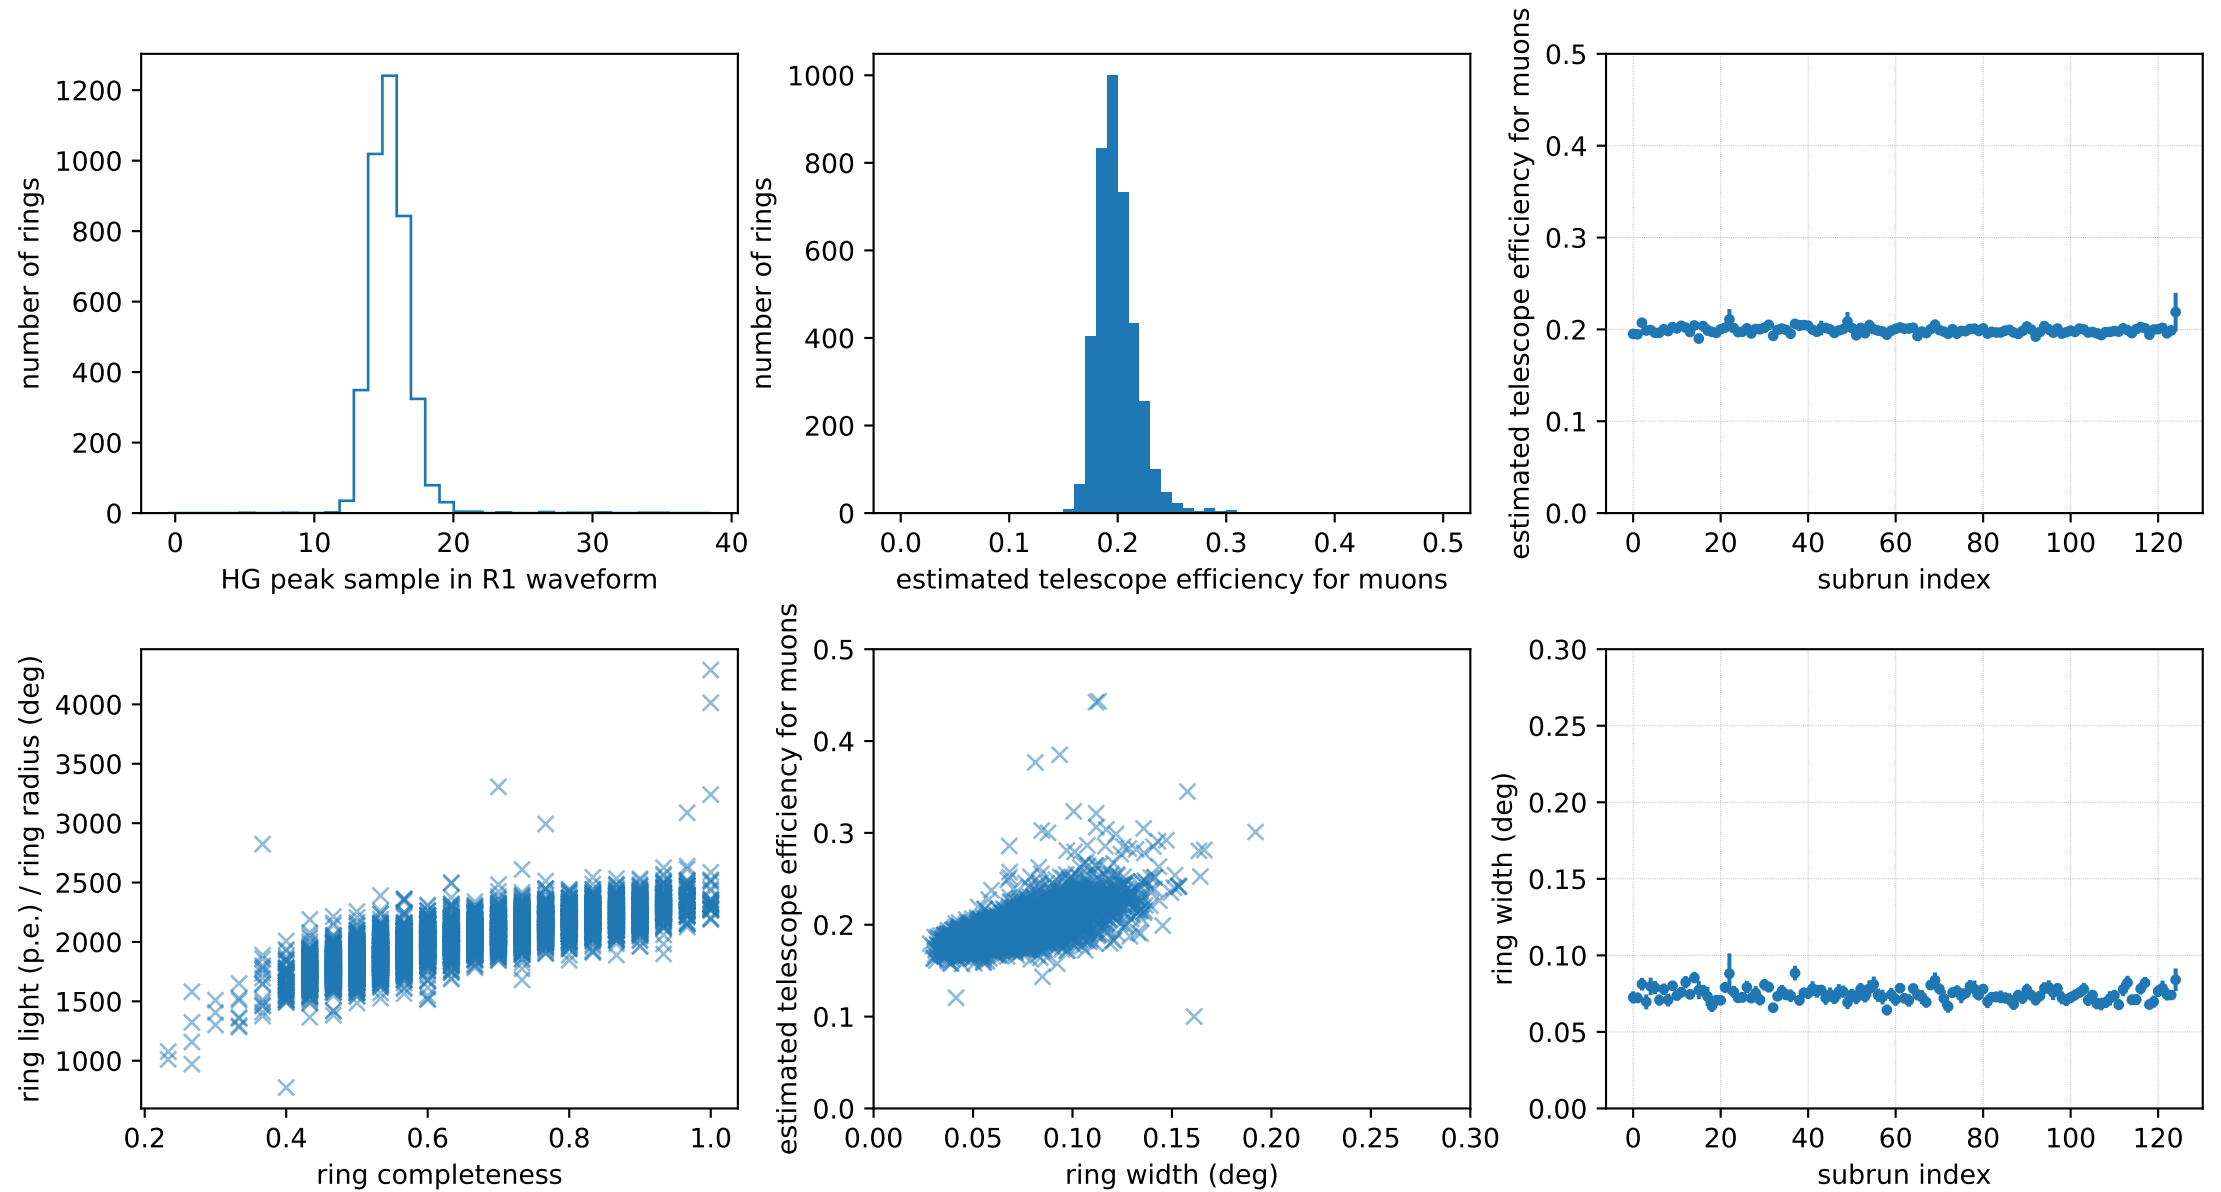 1200
1000
800
600
400
200
0
number of rings
0 10 20 30 40
HG peak sample in R1 waveform
1000
800
600
400
200
0
number of rings
0.0 0.1 0.2 0.3 0.4 0.5
estimated telescope efficiency for muons
0.5
0.4
0.3
0.2
0.1
0.0
estimated telescope efficiency for muons
0 20 40 60 80 100 120
subrun index
4000
3500
3000
2500
2000
1500
1000
ring light (p.e.) / ring radius (deg)
0.2 0.4 0.6 0.8 1.0
ring completeness
0.5
0.4
0.3
0.2
0.1
0.0
estimated telescope efficiency for muons
0.00 0.05 0.10 0.15 0.20 0.25 0.30
ring width (deg)
0.30
0.25
0.20
0.15
0.10
0.05
0.00
ring width (deg)
0 20 40 60 80 100 120
subrun index